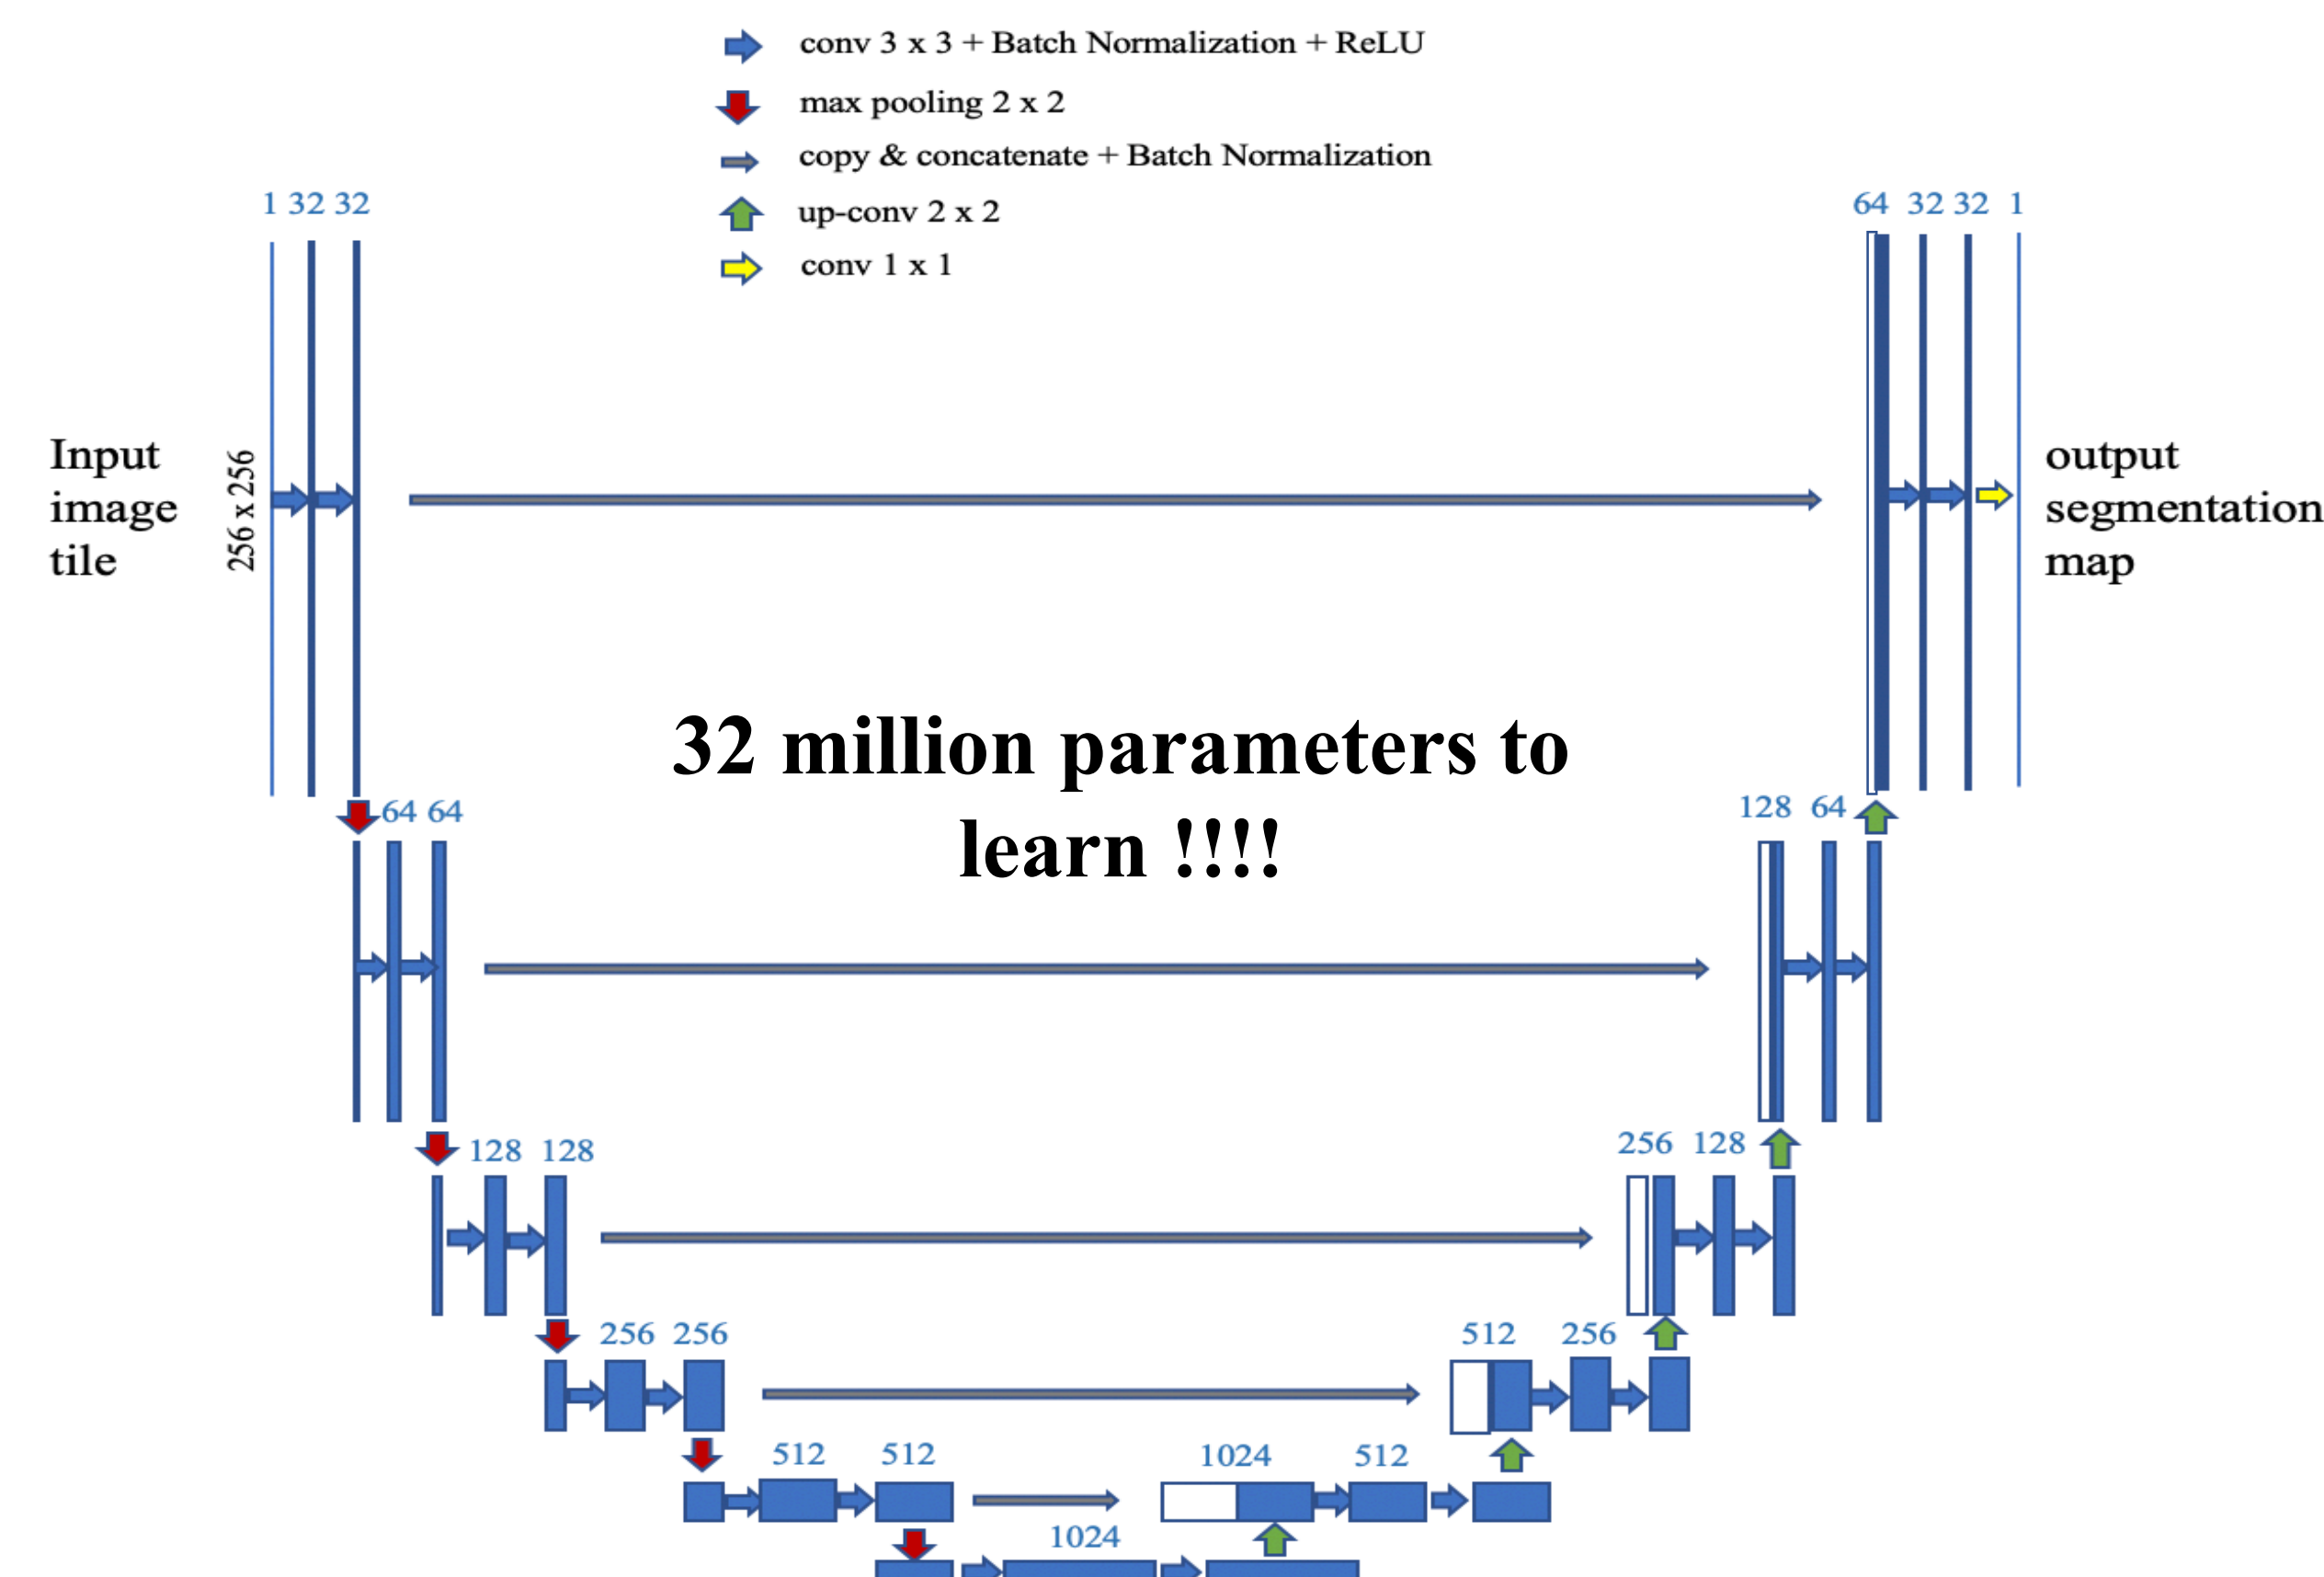 conv 3 x 3 + Batch Normalization + ReLU
max pooling 2 x 2
copy & concatenate + Batch Normalization
up-conv 2 x 2
conv 1 x 1
1 32 32
64 32 32 1
Input
image
tile
256 x 256
output
segmentation
map
32 million parameters to
learn !!!!
64 64
128 64
128 128
256 128
256 256
512 256
512 512
1024 512
1024